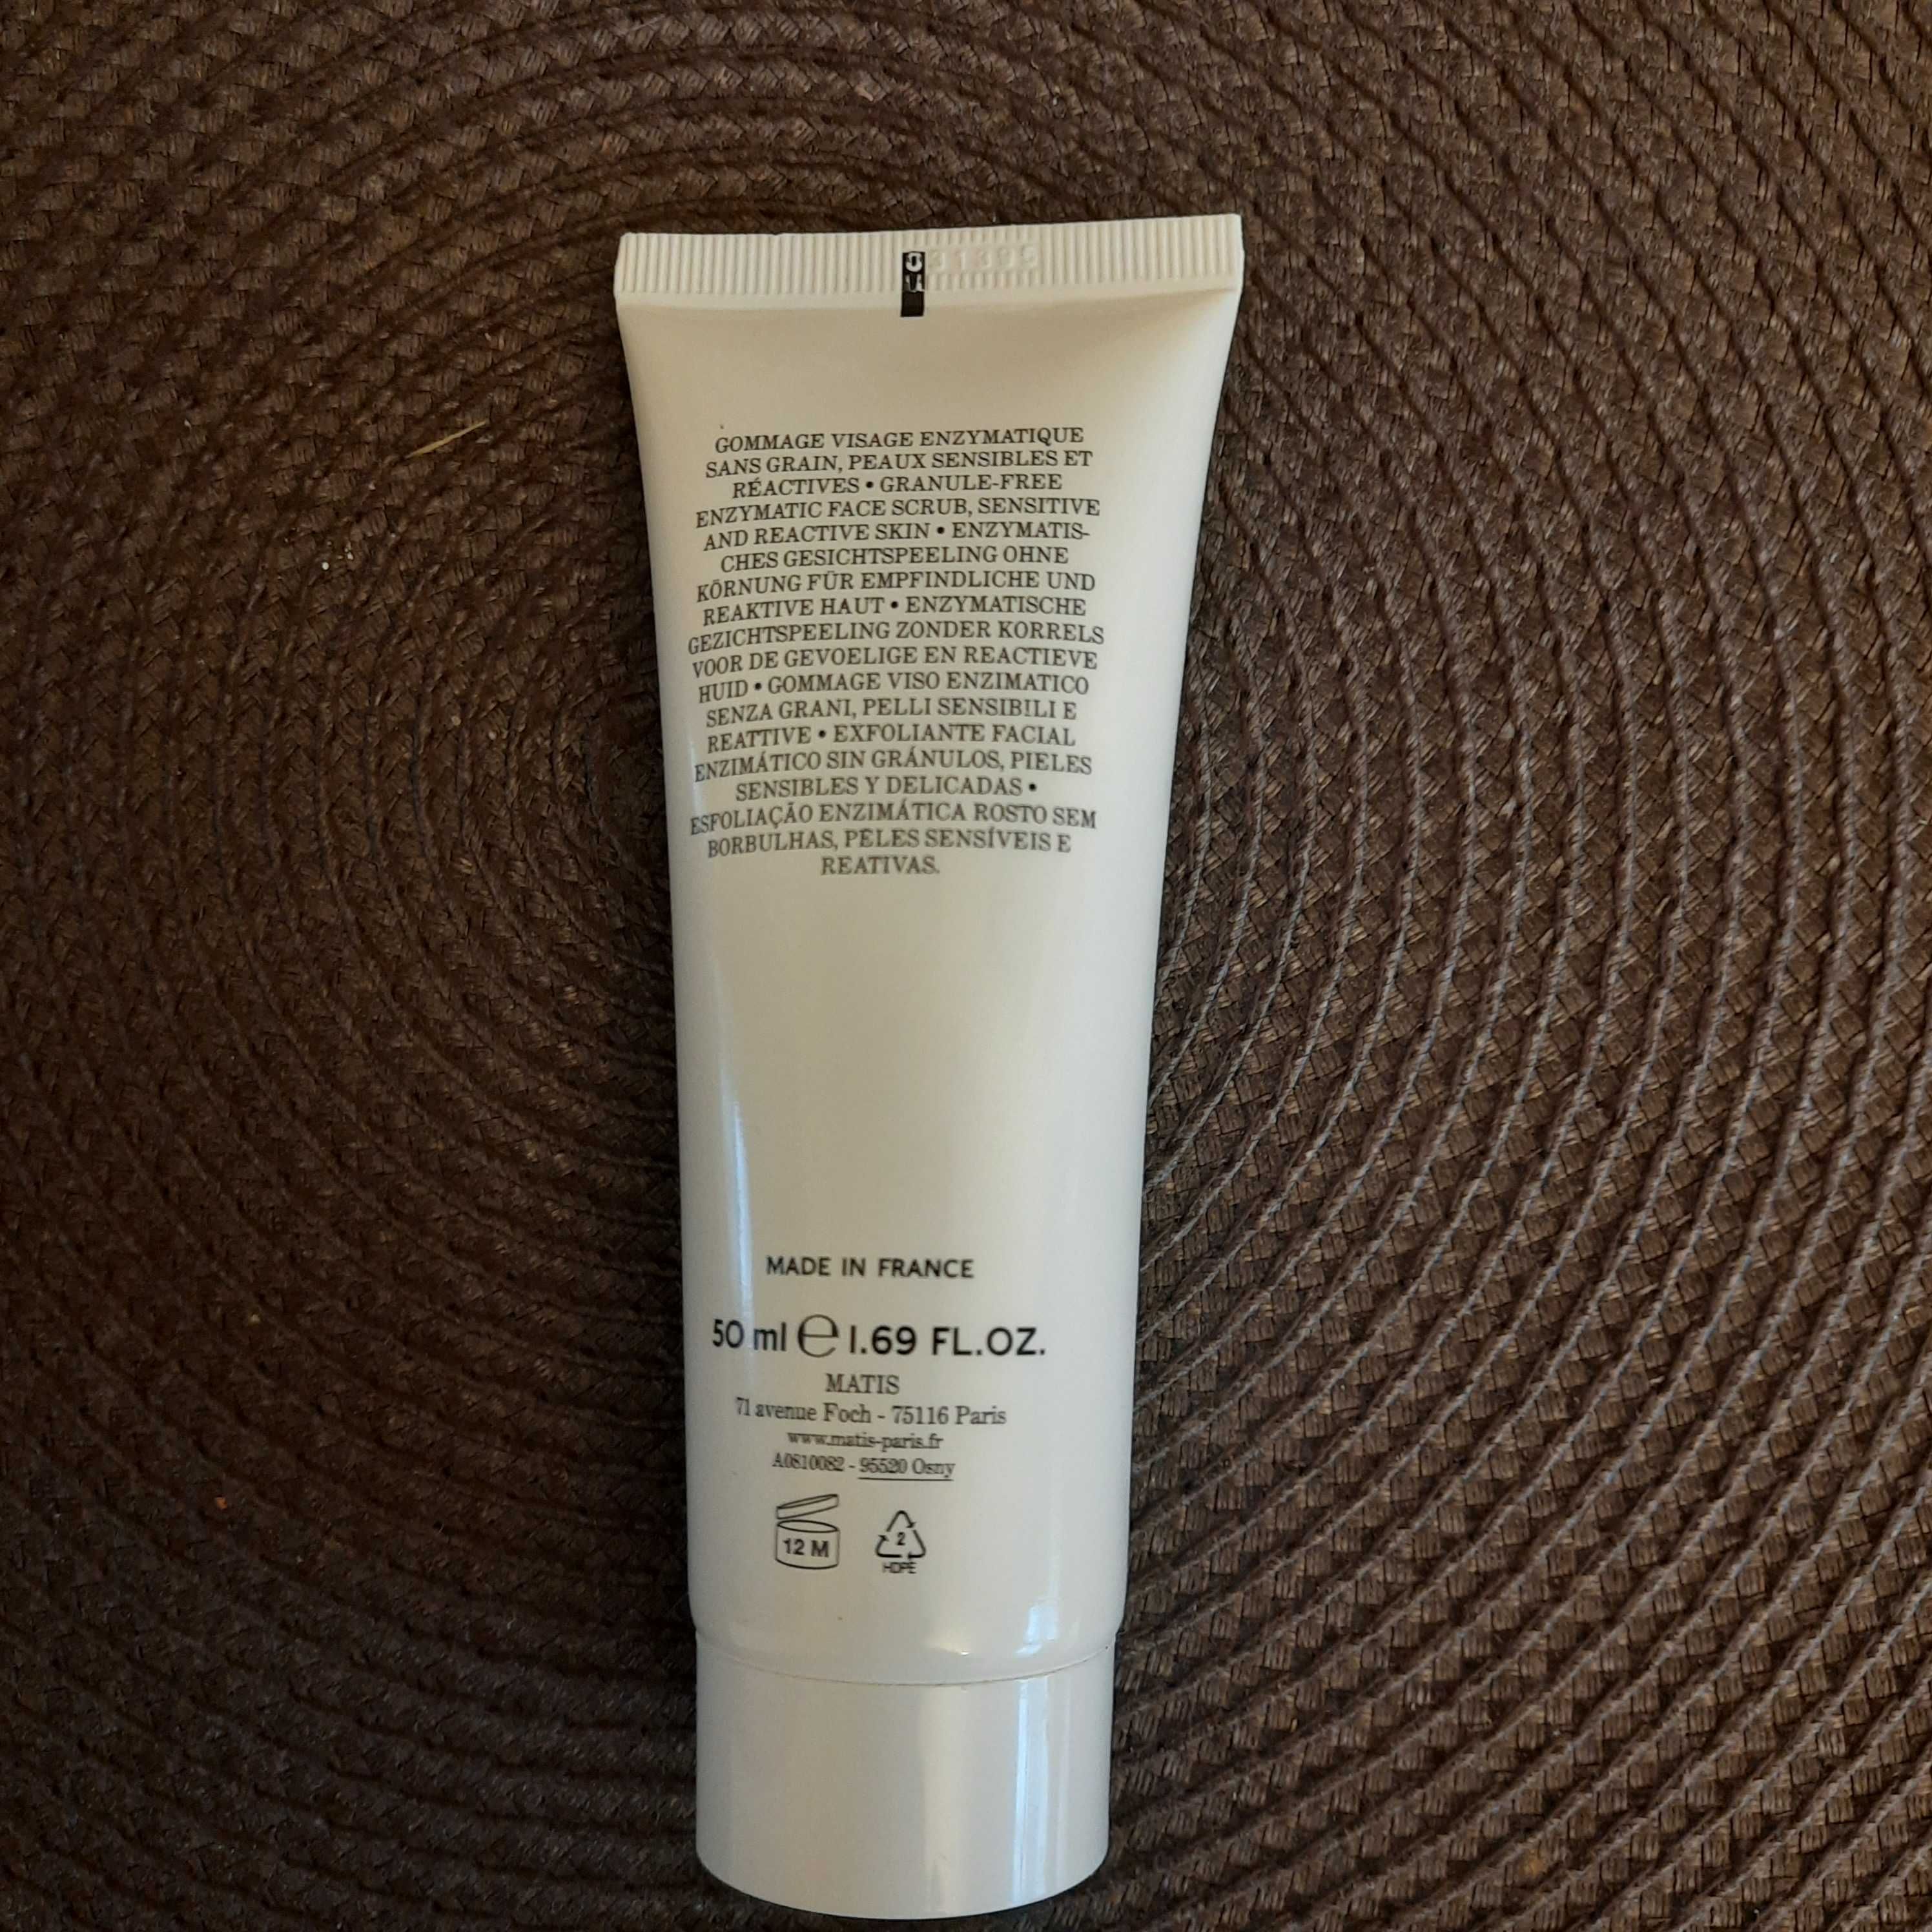 GOMMAGE VISAGE ENZYMATIQUE
SANS GRAIN, PEAUX SENSIBLES ET
RÉACTIVES • GRANULE-FREE
ENZYMATIC FACE SCRUB, SENSITIVE
AND REACTIVE SKIN • ENZYMATIS-
CHES GESICHTSPEELING OHNE
KÖRNUNG FÜR EMPFINDLICHE UND
REAKTIVE HAUT • ENZYMATISCHE
GEZICHTSPEELING ZONDER KORRELS
VOOR DE GEVOELIGE EN REACTIEVE
HUID • GOMMAGE VISO ENZIMATICO
SENZA GRANI, PELLI SENSIBILI E
REATTIVE • EXFOLIANTE FACIAL
ENZIMÁTICO SIN GRÁNULOS, PIELES
SENSIBLES Y DELICADAS •
ESFOLIAÇÃO ENZIMÁTICA ROSTO SEM
BORBULHAS, PELES SENSÍVEIS E
REATIVAS.
MADE IN FRANCE
50 ml e 1.69 FL.OZ.
MATIS
71 avenue Foch - 75116 Paris
www.matis-paris.fr
A0810082 - 95520 Osny
12 M
2
HDPE